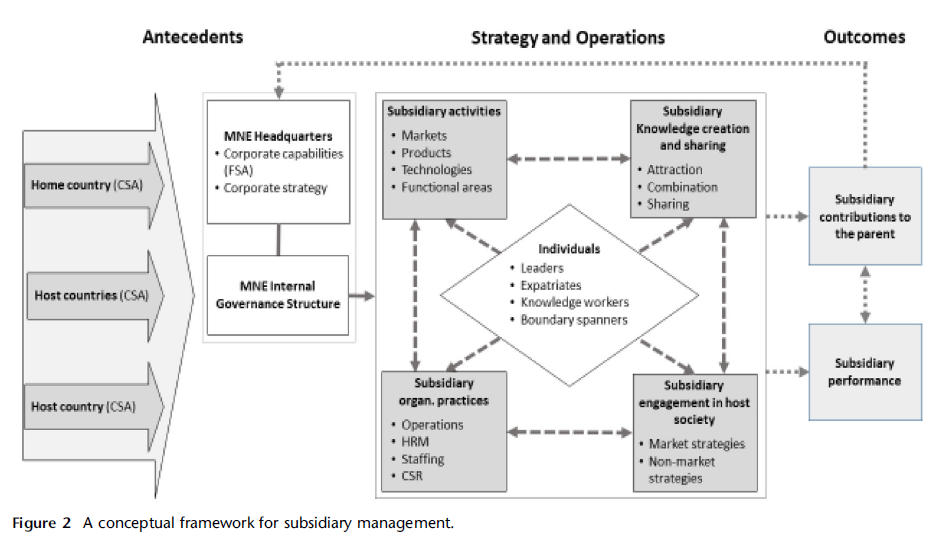 Antecedents
Strategy and Operations
Outcomes
Home country (CSA)
Host countries (CSA)
Host country (CSA)
MNE Headquarters
• Corporate capabilities
(FSA)
• Corporate strategy
MNE Internal
Governance Structure
Subsidiary activities
• Markets
• Products
• Technologies
• Functional areas
Subsidiary
Knowledge creation
and sharing
• Attraction
• Combination
• Sharing
Individuals
• Leaders
• Expatriates
• Knowledge workers
• Boundary spanners
Subsidiary
organ. practices
• Operations
• HRM
• Staffing
• CSR
Subsidiary
engagement in host
society
• Market strategies
• Non-market
strategies
Subsidiary
contributions to
the parent
Subsidiary
performance
Figure 2 A conceptual framework for subsidiary management.